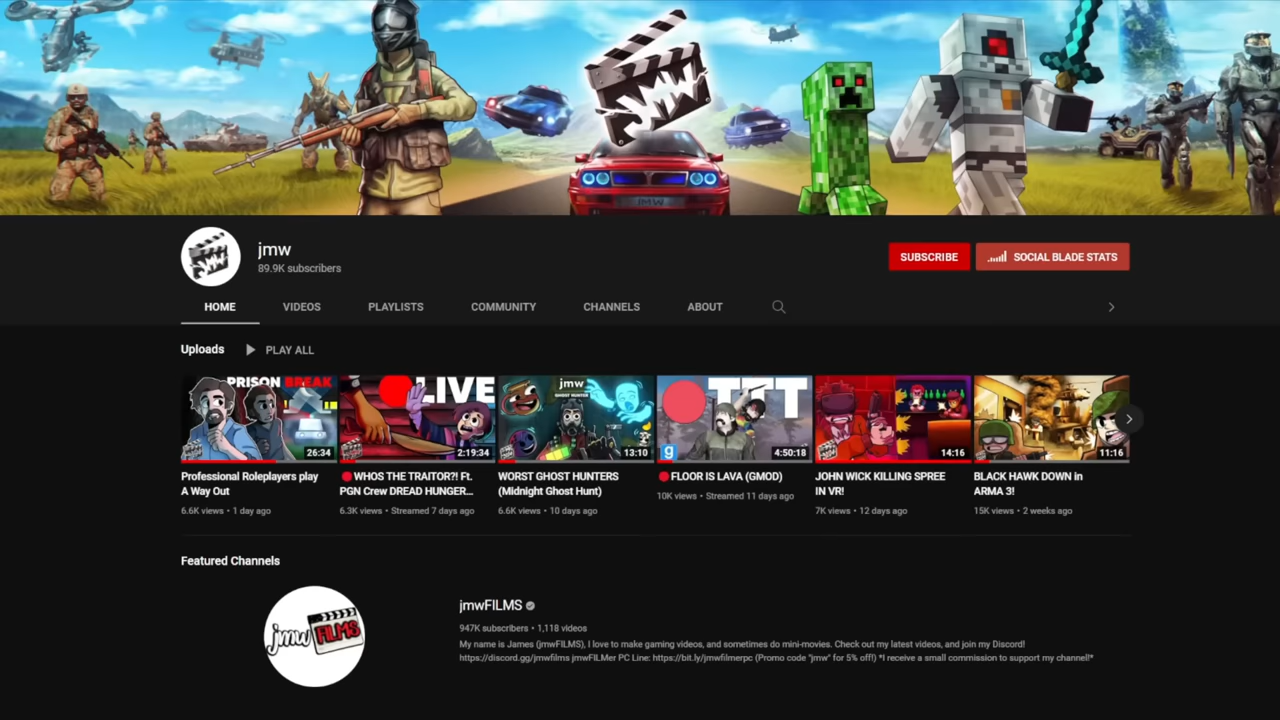 jmw
JMW
jmw
89.9K subscribers
SUBSCRIBE
SOCIAL BLADE STATS
HOME
VIDEOS
PLAYLISTS
COMMUNITY
CHANNELS
ABOUT
Uploads
PLAY ALL
PRISON BREAK
26:34
LIVE
2:19:34
jmw
GHOST HUNTER
13:10
TTT
g
4:50:18
14:16
11:16
Professional Roleplayers play
A Way Out
6.6K views • 1 day ago
WHOS THE TRAITOR?! Ft.
PGN Crew DREAD HUNGER...
6.3K views • Streamed 7 days ago
WORST GHOST HUNTERS
(Midnight Ghost Hunt)
6.6K views • 10 days ago
FLOOR IS LAVA (GMOD)
10K views • Streamed 11 days ago
JOHN WICK KILLING SPREE
IN VR!
7K views • 12 days ago
BLACK HAWK DOWN in
ARMA 3!
15K views • 2 weeks ago
Featured Channels
jmw FILMS
jmwFILMS
947K subscribers • 1,118 videos
My name is James (jmwFILMS), I love to make gaming videos, and sometimes do mini-movies. Check out my latest videos, and join my Discord!
https://discord.gg/jmwfilms jmwFILMer PC Line: https://bit.ly/jmwfilmerpc (Promo code "jmw" for 5% off!) *I receive a small commission to support my channel!*